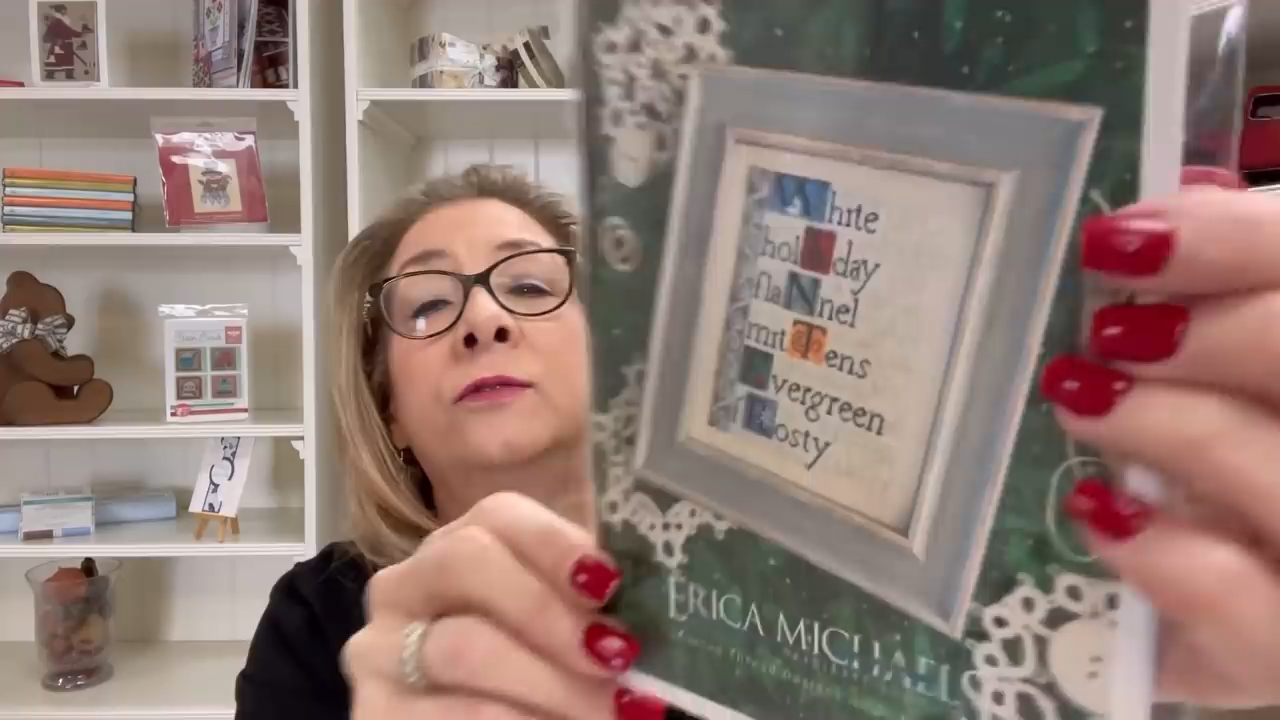 White
holIday
flaNnel
mitTens
Evergreen
fRosty
ERICA MICHAELS